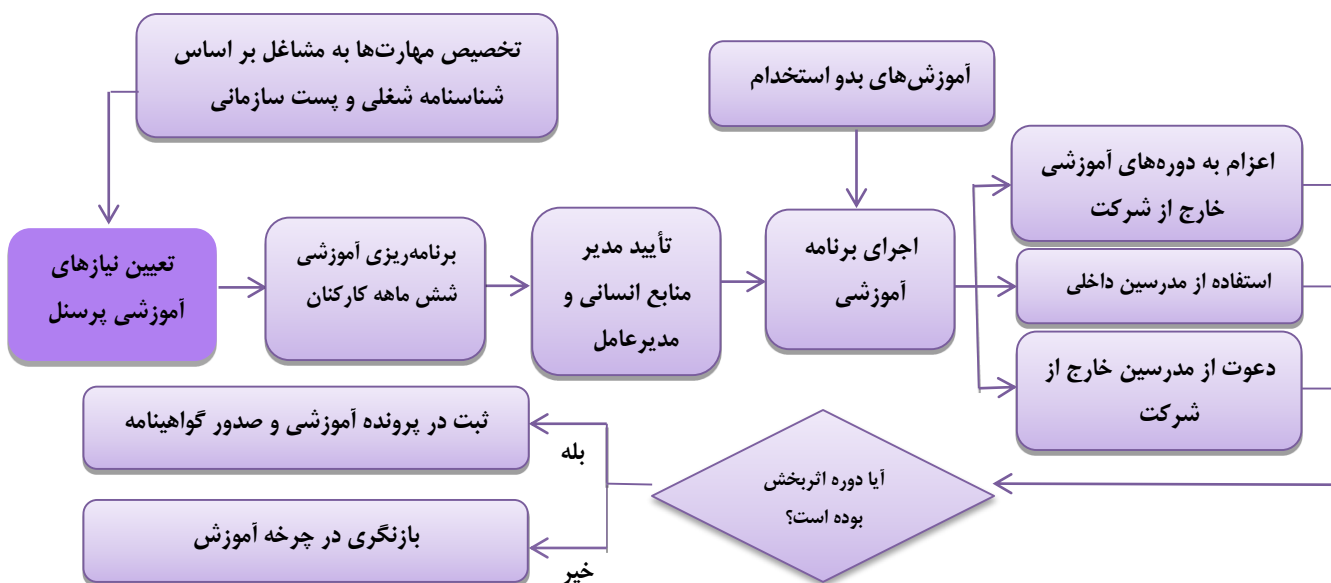 تخصیص مهارت‌ها به مشاغل بر اساس
شناسنامه شغلی و پست سازمانی
آموزش‌های بدو استخدام
تعیین نیازهای
آموزشی پرسنل
برنامه‌ریزی آموزشی
شش ماهه کارکنان
تأیید مدیر
منابع انسانی و
مدیرعامل
اجرای برنامه
آموزشی
اعزام به دوره‌های آموزشی
خارج از شرکت
استفاده از مدرسین داخلی
دعوت از مدرسین خارج از
شرکت
آیا دوره اثربخش
بوده است؟
بله
ثبت در پرونده آموزشی و صدور گواهینامه
خیر
بازنگری در چرخه آموزش